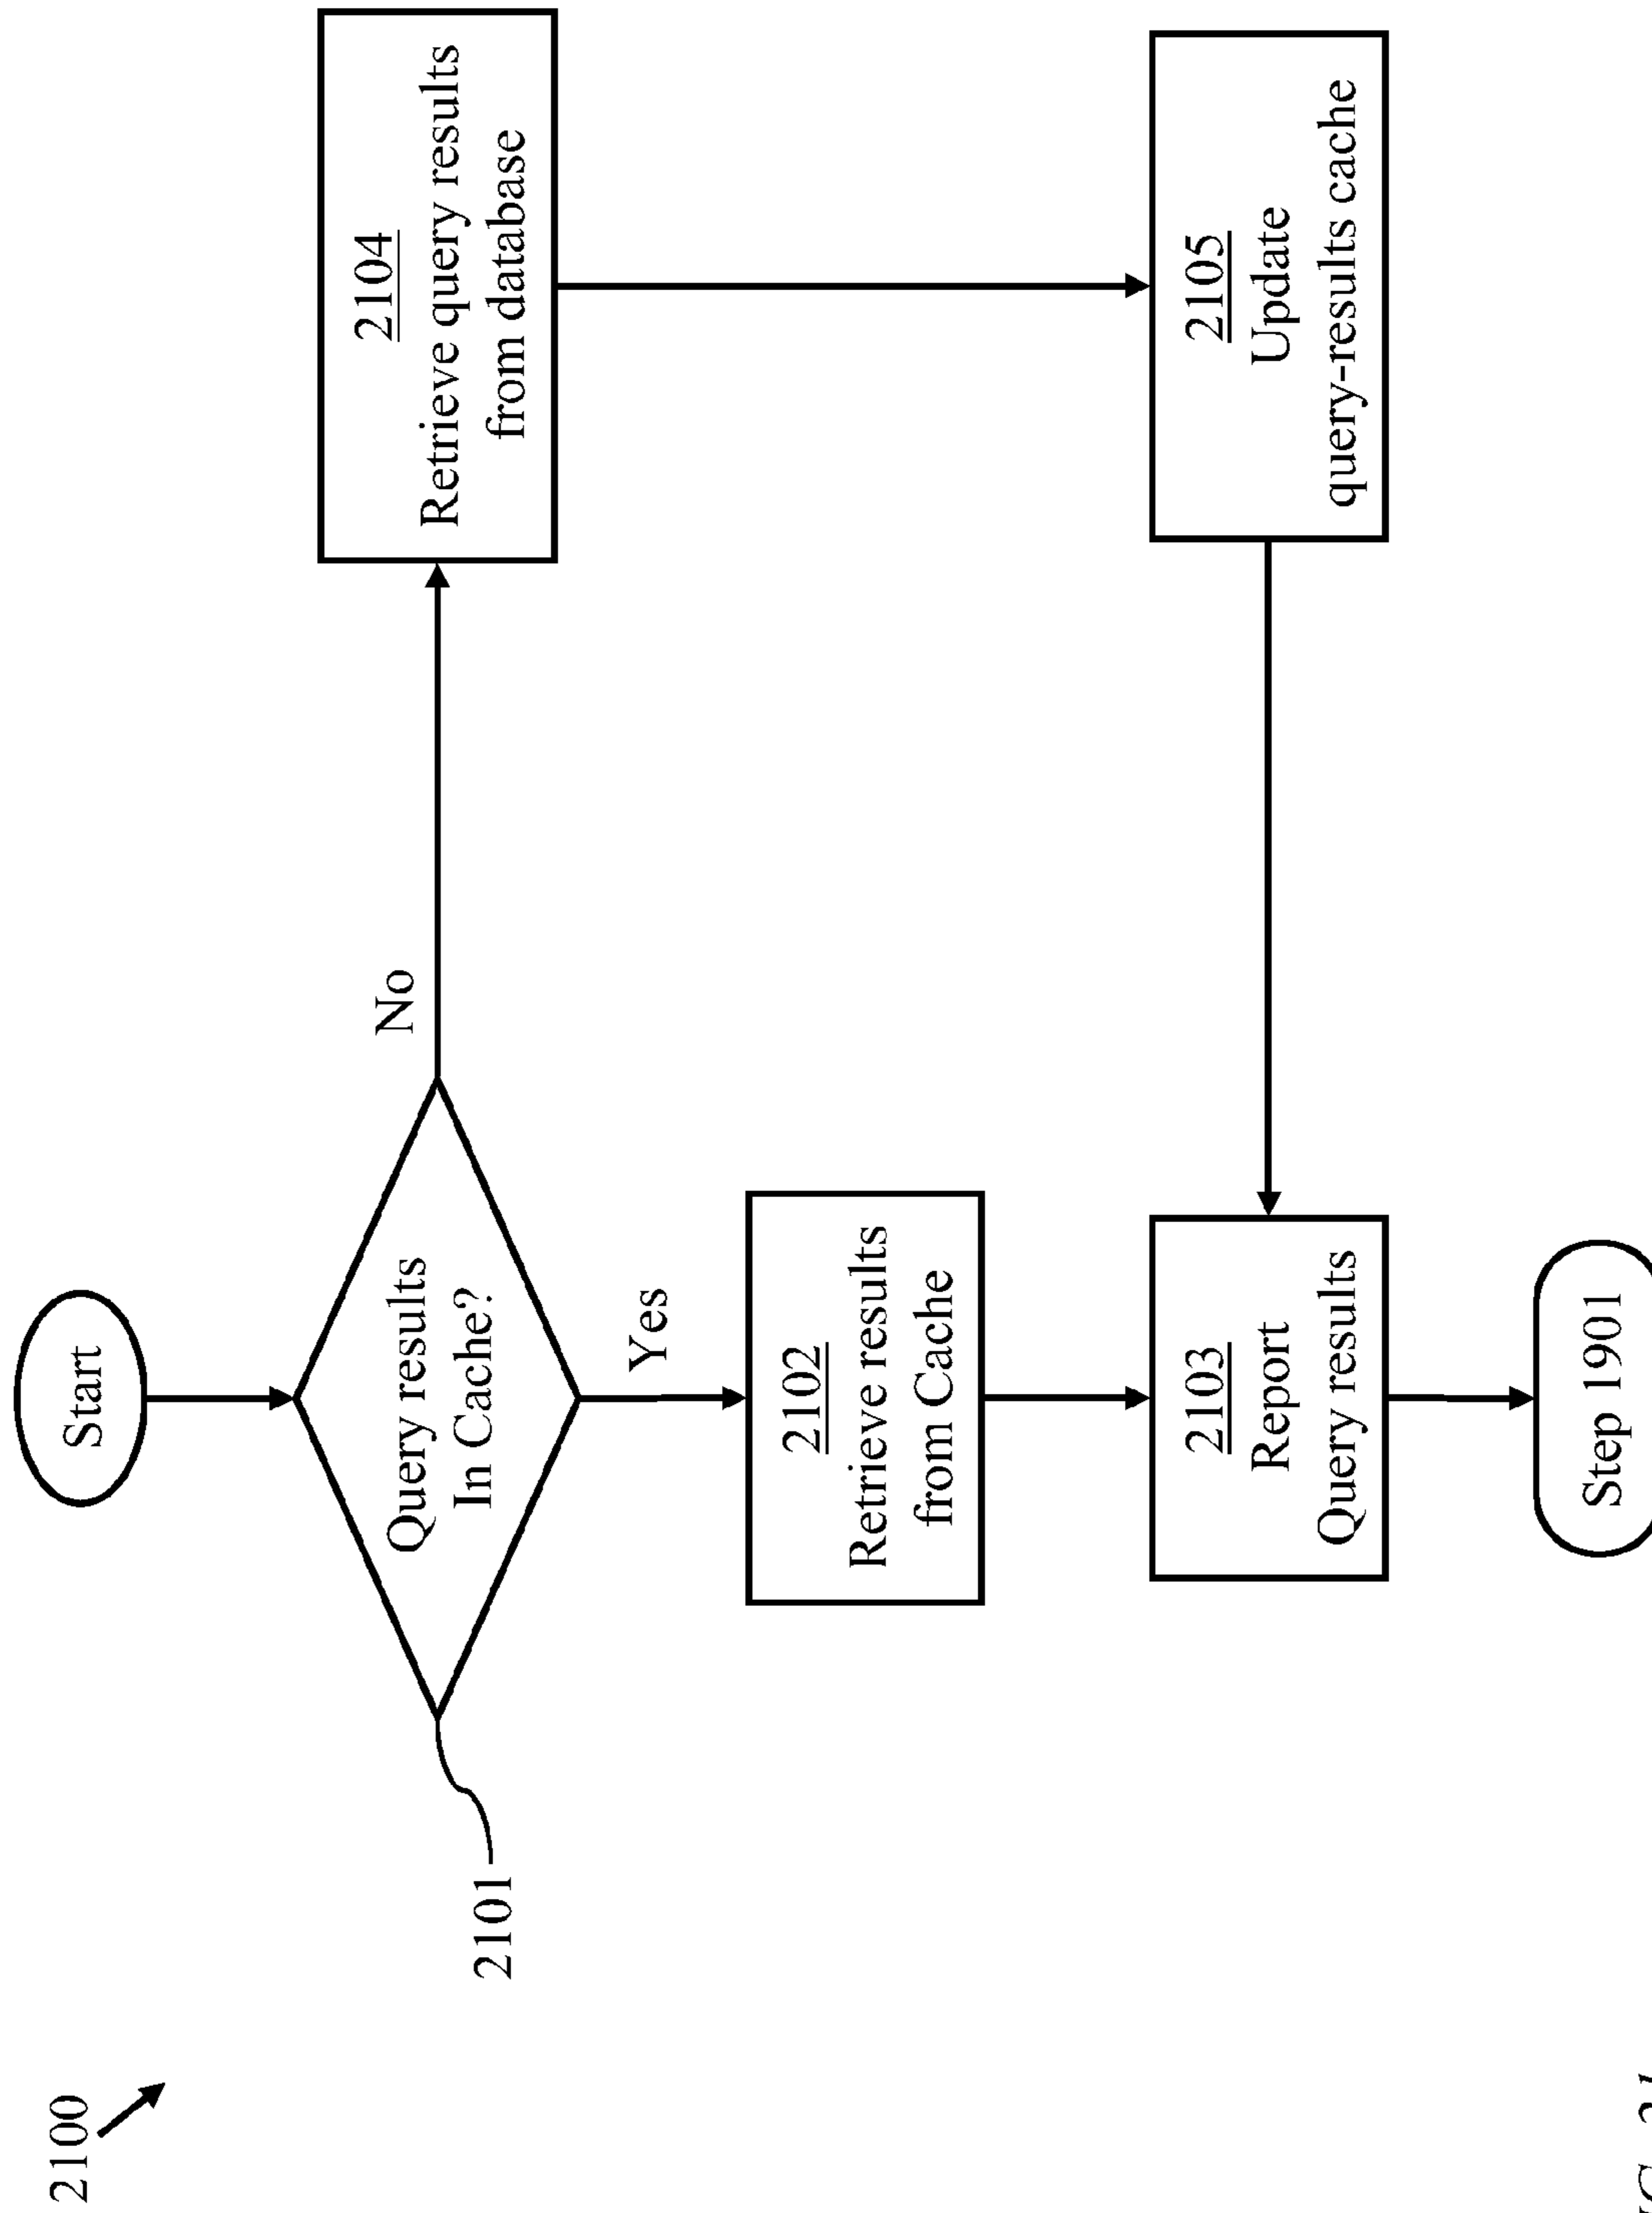 2100
Start
Query results
In Cache?
2101
No
2104
Retrieve query results
from database
Yes
2102
Retrieve results
from Cache
2103
Report
Query results
2105
Update
query-results cache
Step 1901